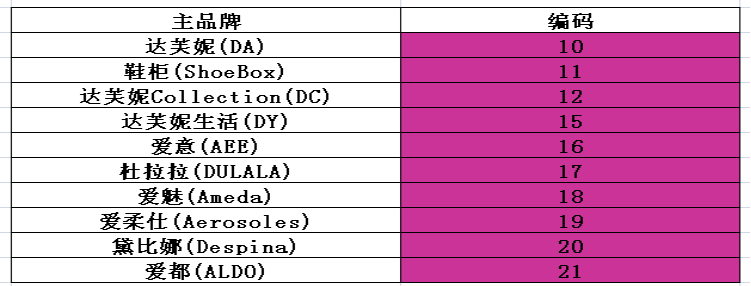 主品牌 编码
达芙妮(DA) 10
鞋柜(ShoeBox) 11
达芙妮Collection(DC) 12
达芙妮生活(DY) 15
爱意(AEE) 16
杜拉拉(DULALA) 17
爱魅(Ameda) 18
爱柔仕(Aerosoles) 19
黛比娜(Despina) 20
爱都(ALDO) 21